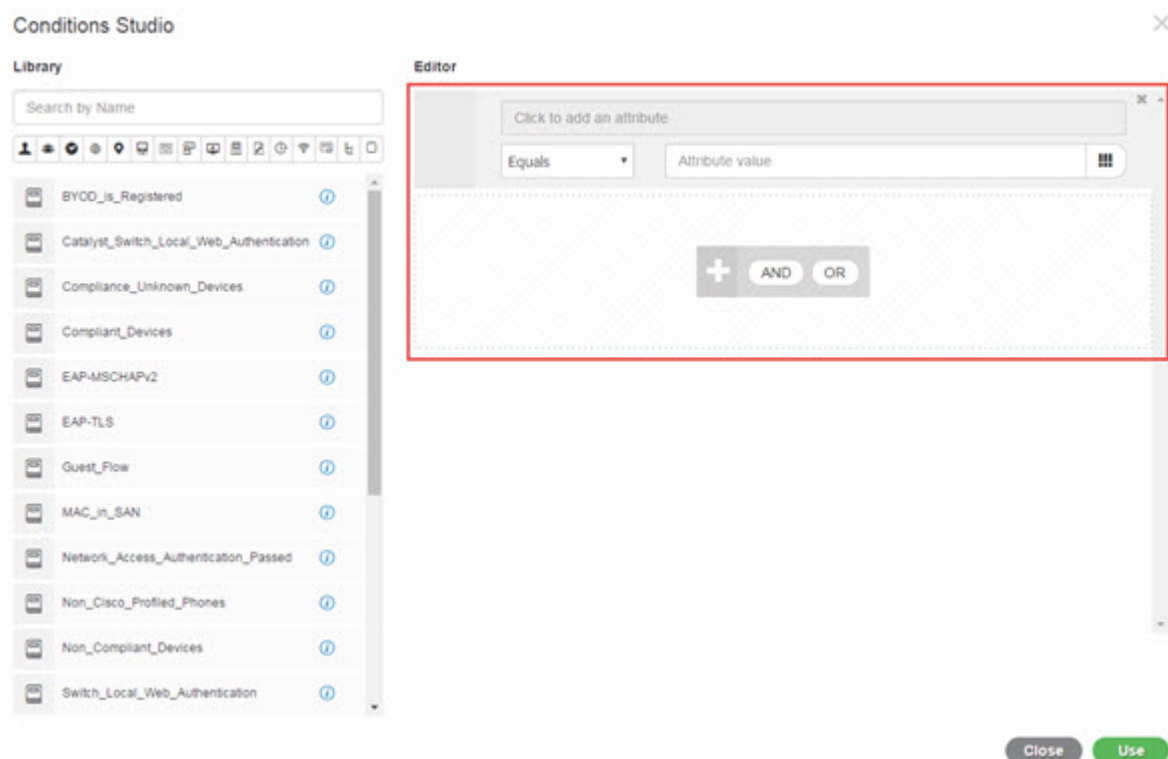 Conditions Studio
Library
Search by Name
BYOD_is_Registered
Catalyst_Switch_Local_Web_Authentication
Compliance_Unknown_Devices
Compliant_Devices
EAP-MSCHAPv2
EAP-TLS
Guest_Flow
MAC_in_SAN
Network_Access_Authentication_Passed
Non_Cisco_Profiled_Phones
Non_Compliant_Devices
Switch_Local_Web_Authentication
Editor
Click to add an attribute
Equals
Attribute value
AND OR
Close Use